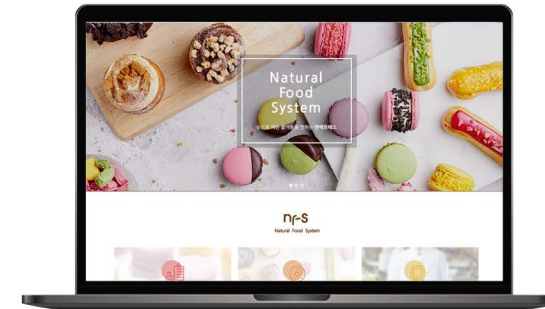 Natural
Food
System
nf-S
Natural Food System